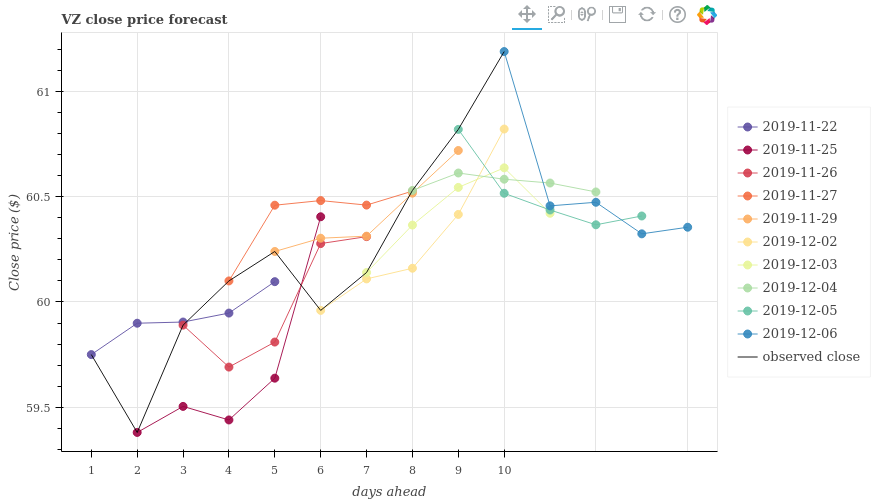 VZ close price forecast
Close price ($)
61
60.5
60
59.5
1 2 3 4 5 6 7 8 9 10
days ahead
2019-11-22
2019-11-25
2019-11-26
2019-11-27
2019-11-29
2019-12-02
2019-12-03
2019-12-04
2019-12-05
2019-12-06
observed close